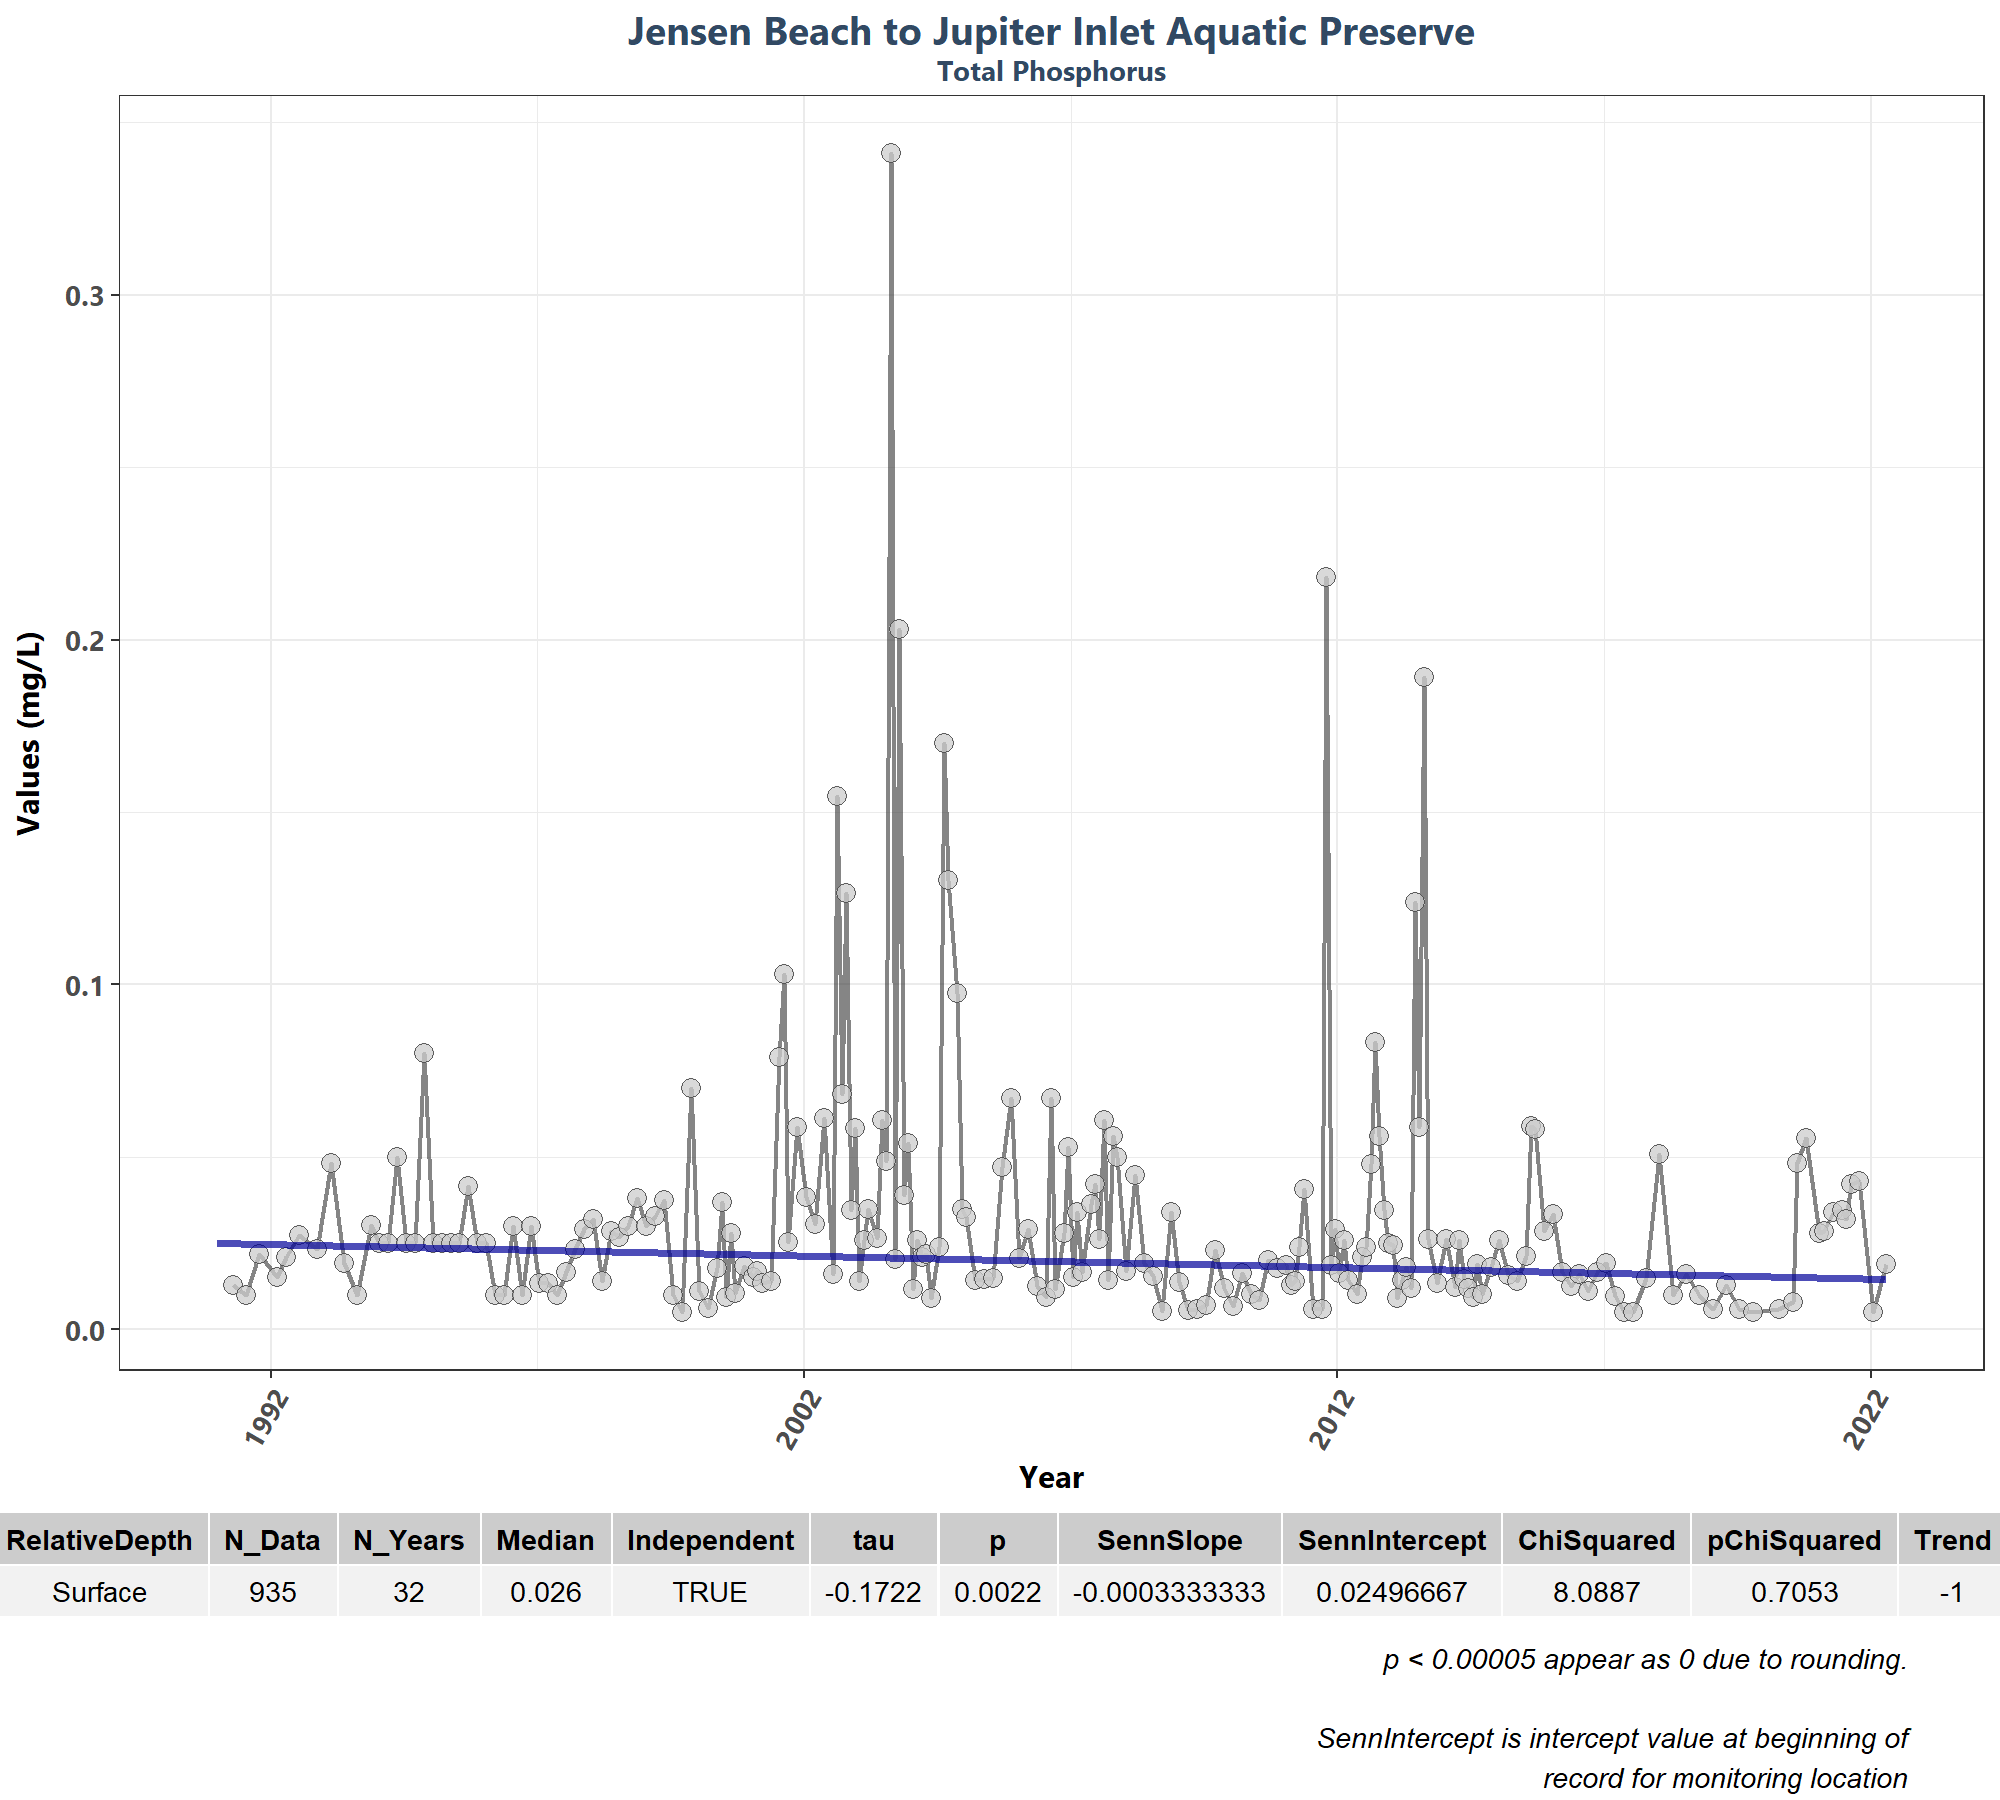 Jensen Beach to Jupiter Inlet Aquatic Preserve
Total Phosphorus
Values (mg/L)
0.3
0.2
0.1
0.0
1992 2002 2012 2022
Year
RelativeDepth N_Data N_Years Median Independent tau p SennSlope SennIntercept ChiSquared pChiSquared Trend
Surface 935 32 0.026 TRUE -0.1722 0.0022 -0.0003333333 0.02496667 8.0887 0.7053 -1
p < 0.00005 appear as 0 due to rounding.
SennIntercept is intercept value at beginning of
record for monitoring location